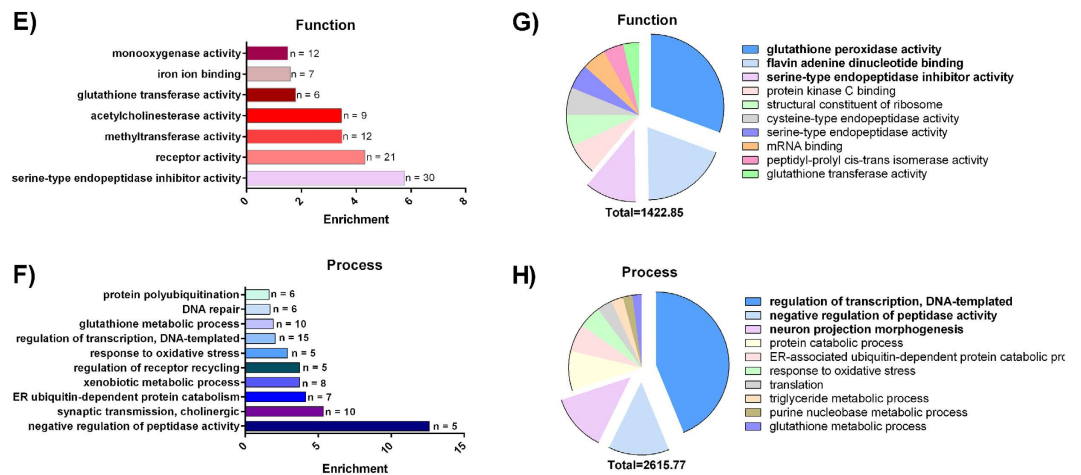 E)
Function
monooxygenase activity
n = 12
iron ion binding
n = 7
glutathione transferase activity
n = 6
acetylcholinesterase activity
n = 9
methyltransferase activity
n = 12
receptor activity
n = 21
serine-type endopeptidase inhibitor activity
n = 30
0 2 4 6 8
Enrichment
G)
Function
glutathione peroxidase activity
flavin adenine dinucleotide binding
serine-type endopeptidase inhibitor activity
protein kinase C binding
structural constituent of ribosome
cysteine-type endopeptidase activity
serine-type endopeptidase activity
mRNA binding
peptidyl-prolyl cis-trans isomerase activity
glutathione transferase activity
Total=1422.85
F)
Process
protein polyubiquitination
n = 6
DNA repair
n = 6
glutathione metabolic process
n = 10
regulation of transcription, DNA-templated
n = 15
response to oxidative stress
n = 5
regulation of receptor recycling
n = 5
xenobiotic metabolic process
n = 8
ER ubiquitin-dependent protein catabolism
n = 7
synaptic transmission, cholinergic
n = 10
negative regulation of peptidase activity
n = 5
0 5 10 15
Enrichment
H)
Process
regulation of transcription, DNA-templated
negative regulation of peptidase activity
neuron projection morphogenesis
protein catabolic process
ER-associated ubiquitin-dependent protein catabolic pro
response to oxidative stress
translation
triglyceride metabolic process
purine nucleobase metabolic process
glutathione metabolic process
Total=2615.77